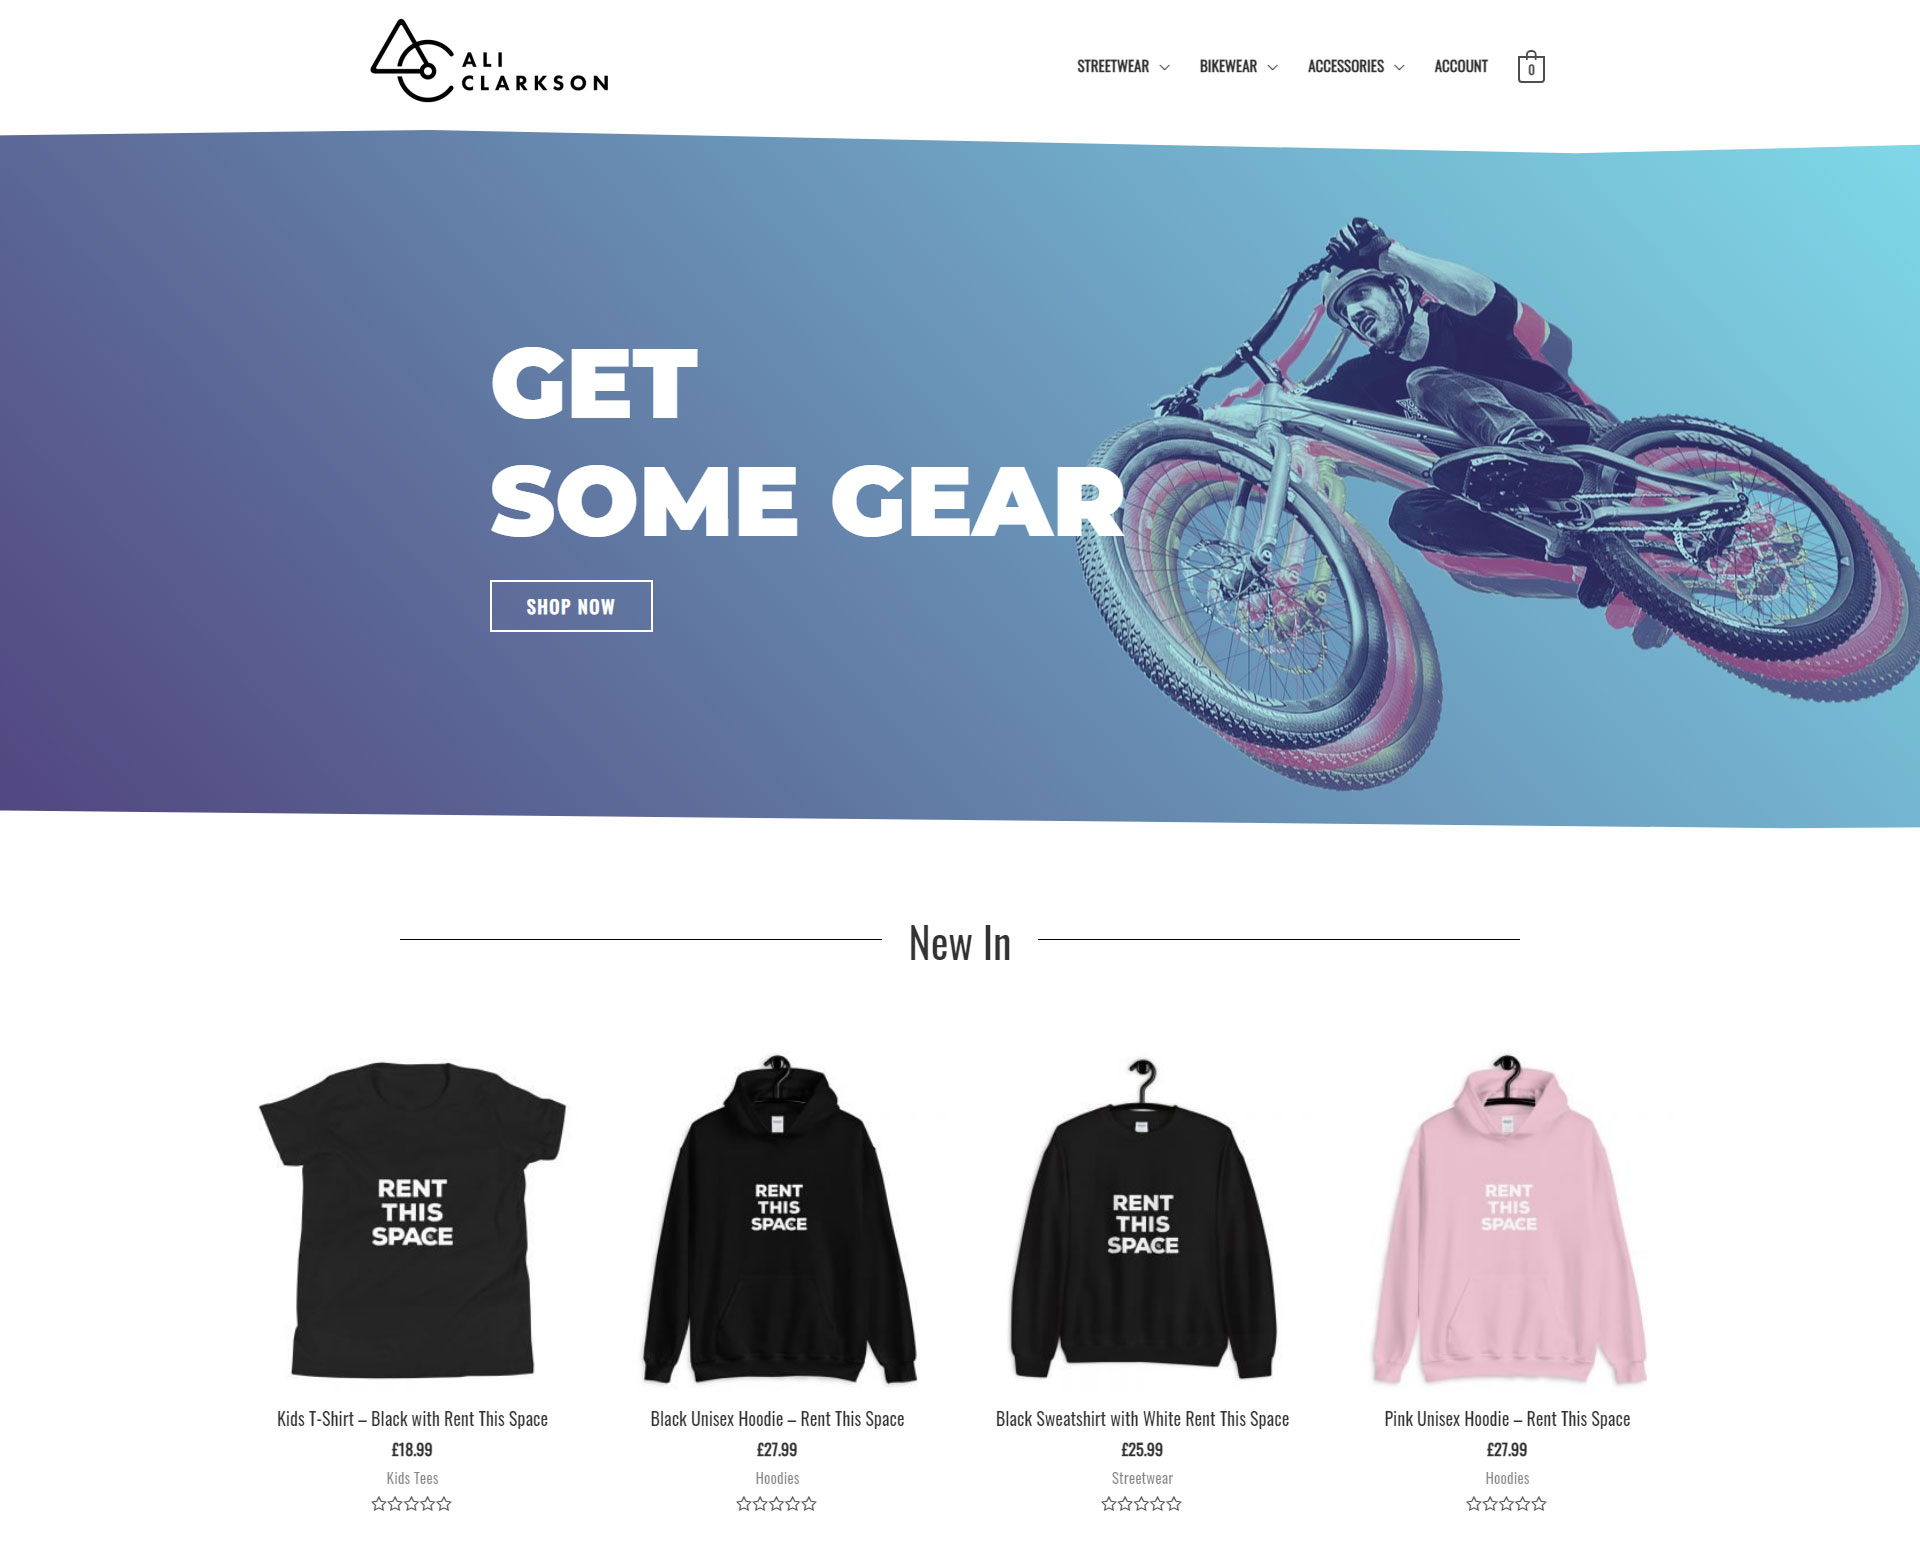 ALI
CLARKSON
STREETWEAR
BIKEWEAR
ACCESSORIES
ACCOUNT
0
GET
SOME GEAR
SHOP NOW
New In
RENT
THIS
SPACE
RENT
THIS
SPACE
RENT
THIS
SPACE
RENT
THIS
SPACE
Kids T-Shirt – Black with Rent This Space
£18.99
Kids Tees
Black Unisex Hoodie – Rent This Space
£27.99
Hoodies
Black Sweatshirt with White Rent This Space
£25.99
Streetwear
Pink Unisex Hoodie – Rent This Space
£27.99
Hoodies